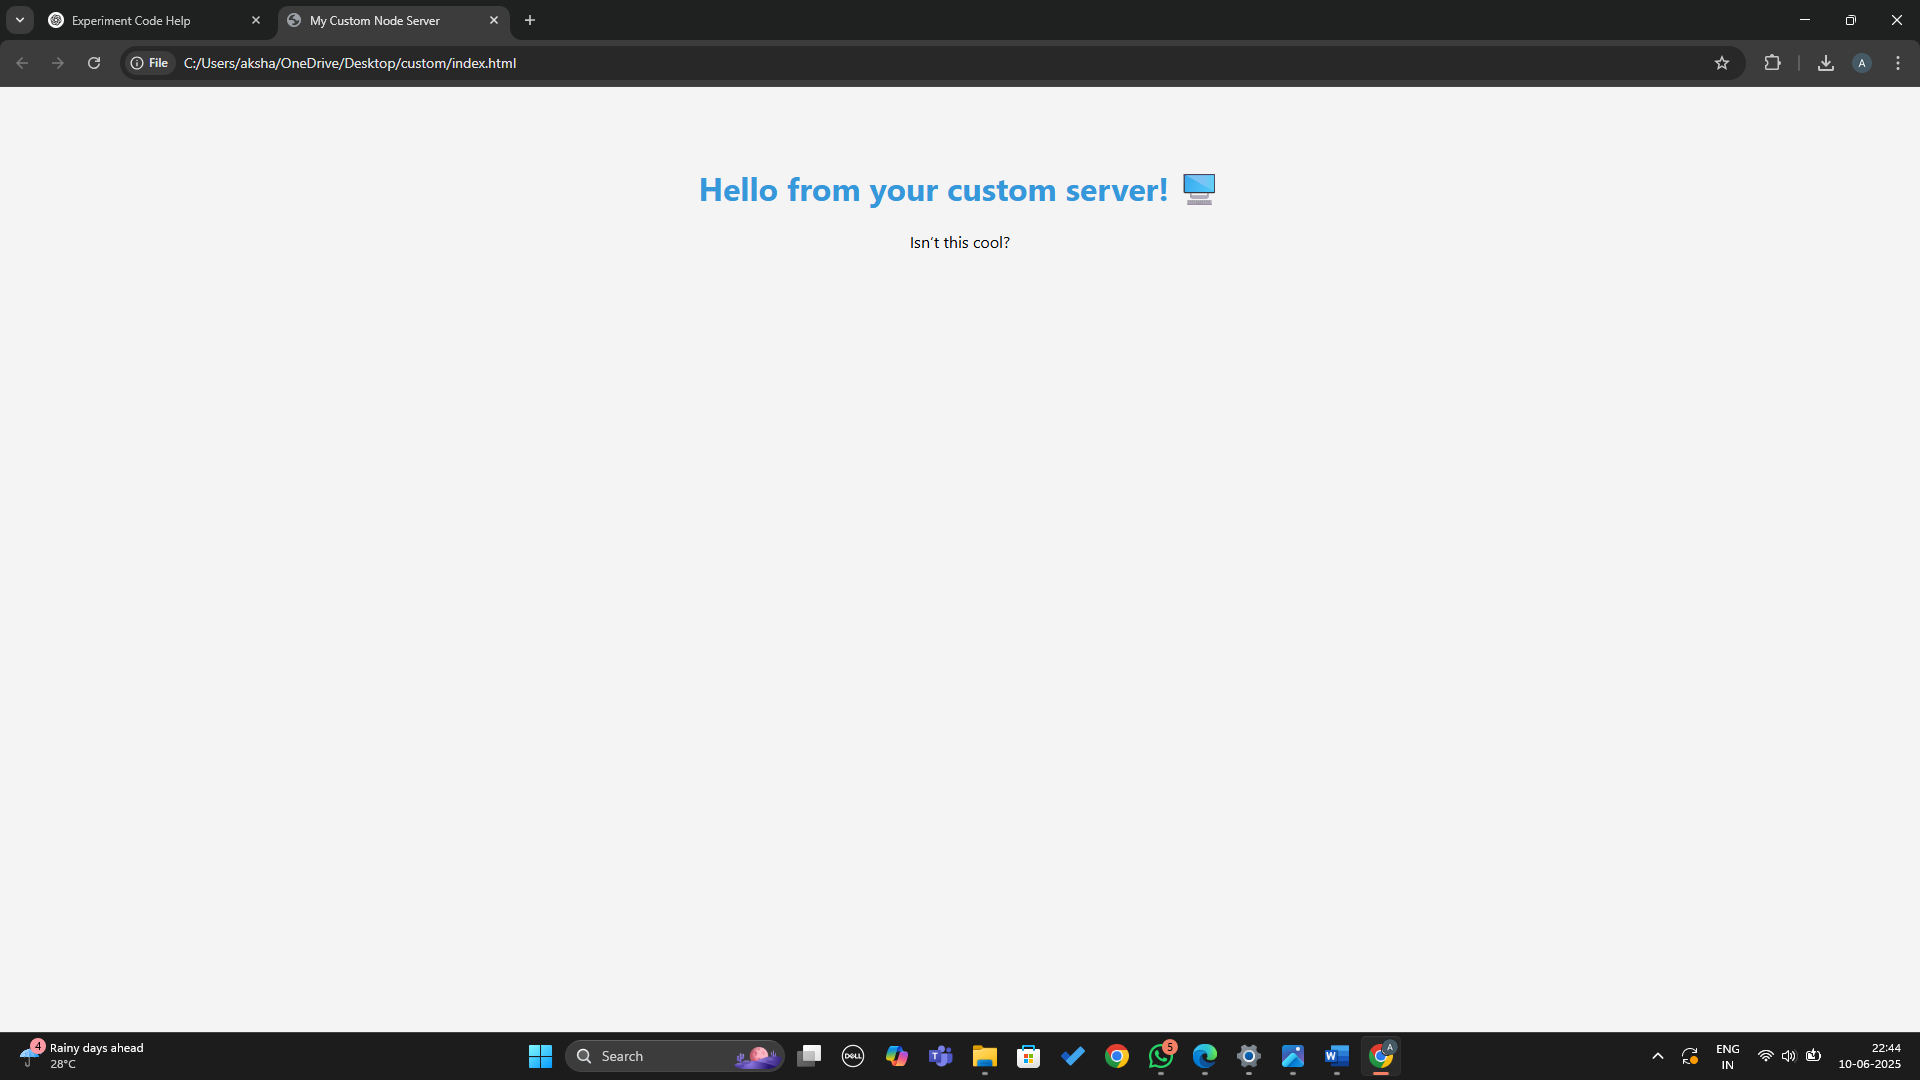 Experiment Code Help
My Custom Node Server
File
C:/Users/aksha/OneDrive/Desktop/custom/index.html
A
Hello from your custom server!
Isn't this cool?
4
Rainy days ahead
28°C
Search
DELL
T
5
W
A
ENG
IN
22:44
10-06-2025